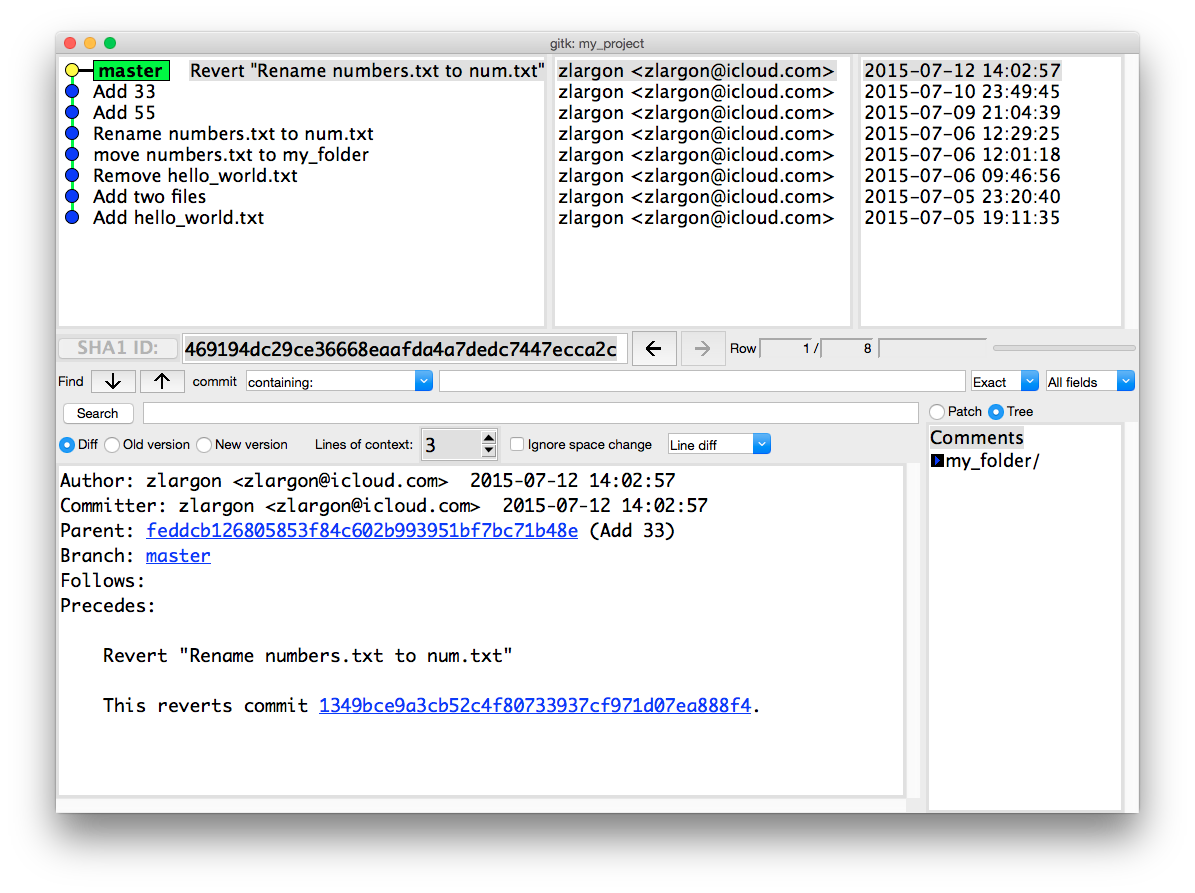 gitk: my_project
master Revert "Rename numbers.txt to num.txt" zlargon <zlargon@icloud.com> 2015-07-12 14:02:57
Add 33 zlargon <zlargon@icloud.com> 2015-07-10 23:49:45
Add 55 zlargon <zlargon@icloud.com> 2015-07-09 21:04:39
Rename numbers.txt to num.txt zlargon <zlargon@icloud.com> 2015-07-06 12:29:25
move numbers.txt to my_folder zlargon <zlargon@icloud.com> 2015-07-06 12:01:18
Remove hello_world.txt zlargon <zlargon@icloud.com> 2015-07-06 09:46:56
Add two files zlargon <zlargon@icloud.com> 2015-07-05 23:20:40
Add hello_world.txt zlargon <zlargon@icloud.com> 2015-07-05 19:11:35
SHA1 ID: 469194dc29ce36668eaafda4a7dedc7447ecca2c Row 1 / 8
Find commit containing: Exact All fields
Search Patch Tree
Diff Old version New version Lines of context: 3 Ignore space change Line diff
Comments
my_folder/
Author: zlargon <zlargon@icloud.com> 2015-07-12 14:02:57
Committer: zlargon <zlargon@icloud.com> 2015-07-12 14:02:57
Parent: feddcb126805853f84c602b993951bf7bc71b48e (Add 33)
Branch: master
Follows:
Precedes:
Revert "Rename numbers.txt to num.txt"
This reverts commit 1349bce9a3cb52c4f80733937cf971d07ea888f4.